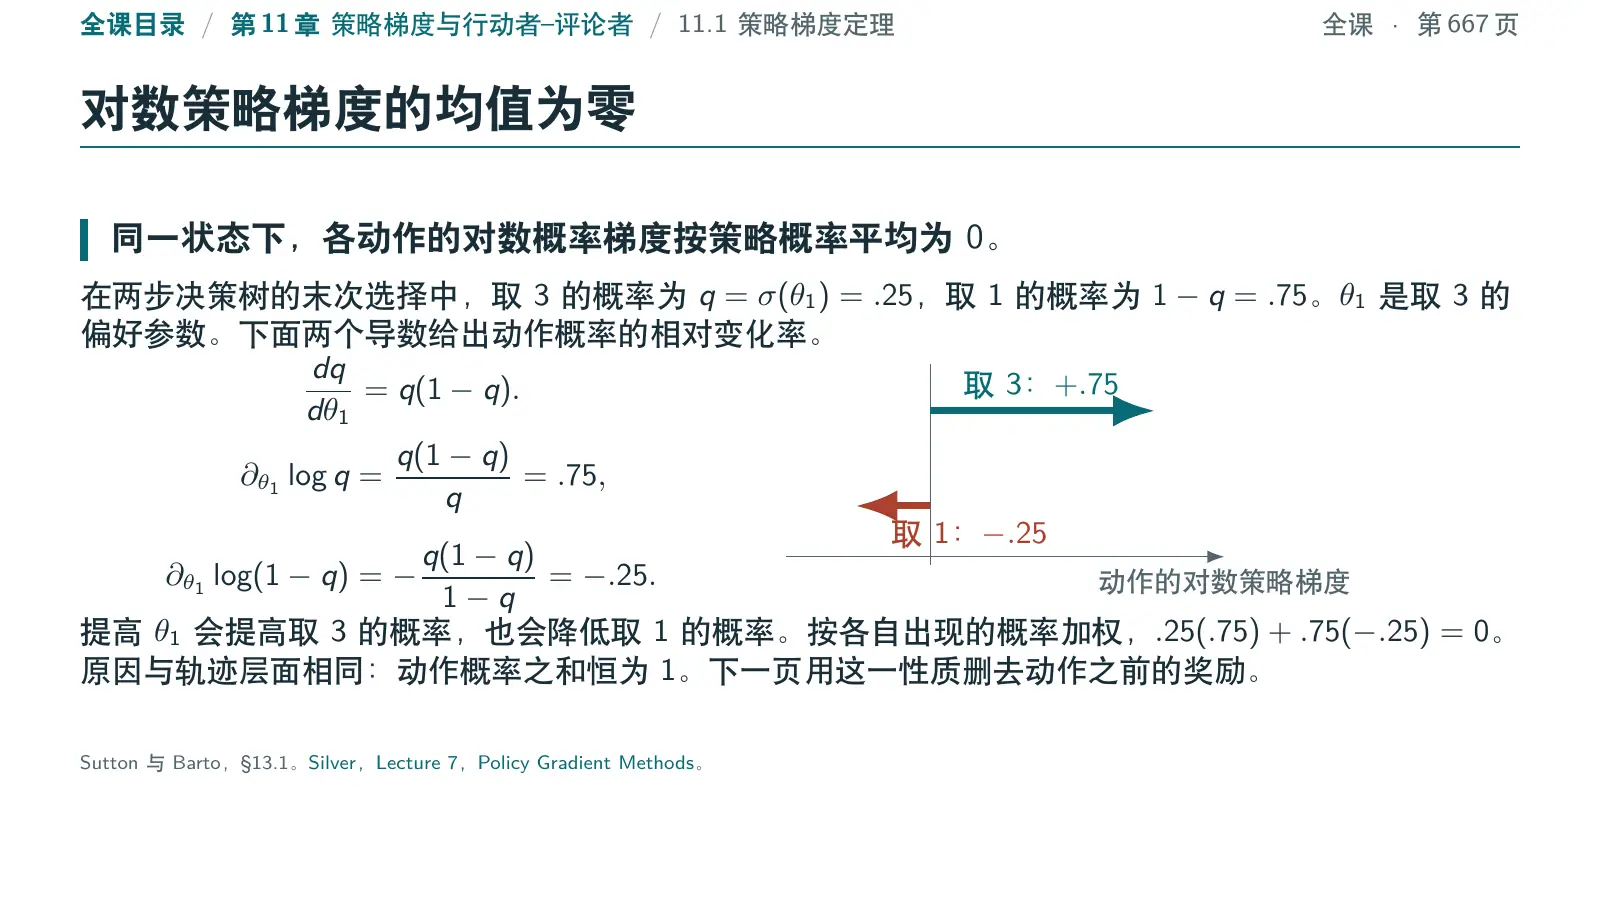 全课目录 / 第11章 策略梯度与行动者–评论者 / 11.1 策略梯度定理
全课 · 第667页
对数策略梯度的均值为零
同一状态下，各动作的对数概率梯度按策略概率平均为 0。
在两步决策树的末次选择中，取 3 的概率为 q = σ(θ₁) = .25，取 1 的概率为 1 − q = .75。θ₁ 是取 3 的
偏好参数。下面两个导数给出动作概率的相对变化率。
dq/dθ₁ = q(1 − q).
∂θ₁ log q = q(1 − q)/q = .75,
∂θ₁ log(1 − q) = − q(1 − q)/(1 − q) = −.25.
取 3：+.75
取 1：−.25
动作的对数策略梯度
提高 θ₁ 会提高取 3 的概率，也会降低取 1 的概率。按各自出现的概率加权，.25(.75) + .75(−.25) = 0。
原因与轨迹层面相同：动作概率之和恒为 1。下一页用这一性质删去动作之前的奖励。
Sutton 与 Barto，§13.1。Silver，Lecture 7，Policy Gradient Methods。